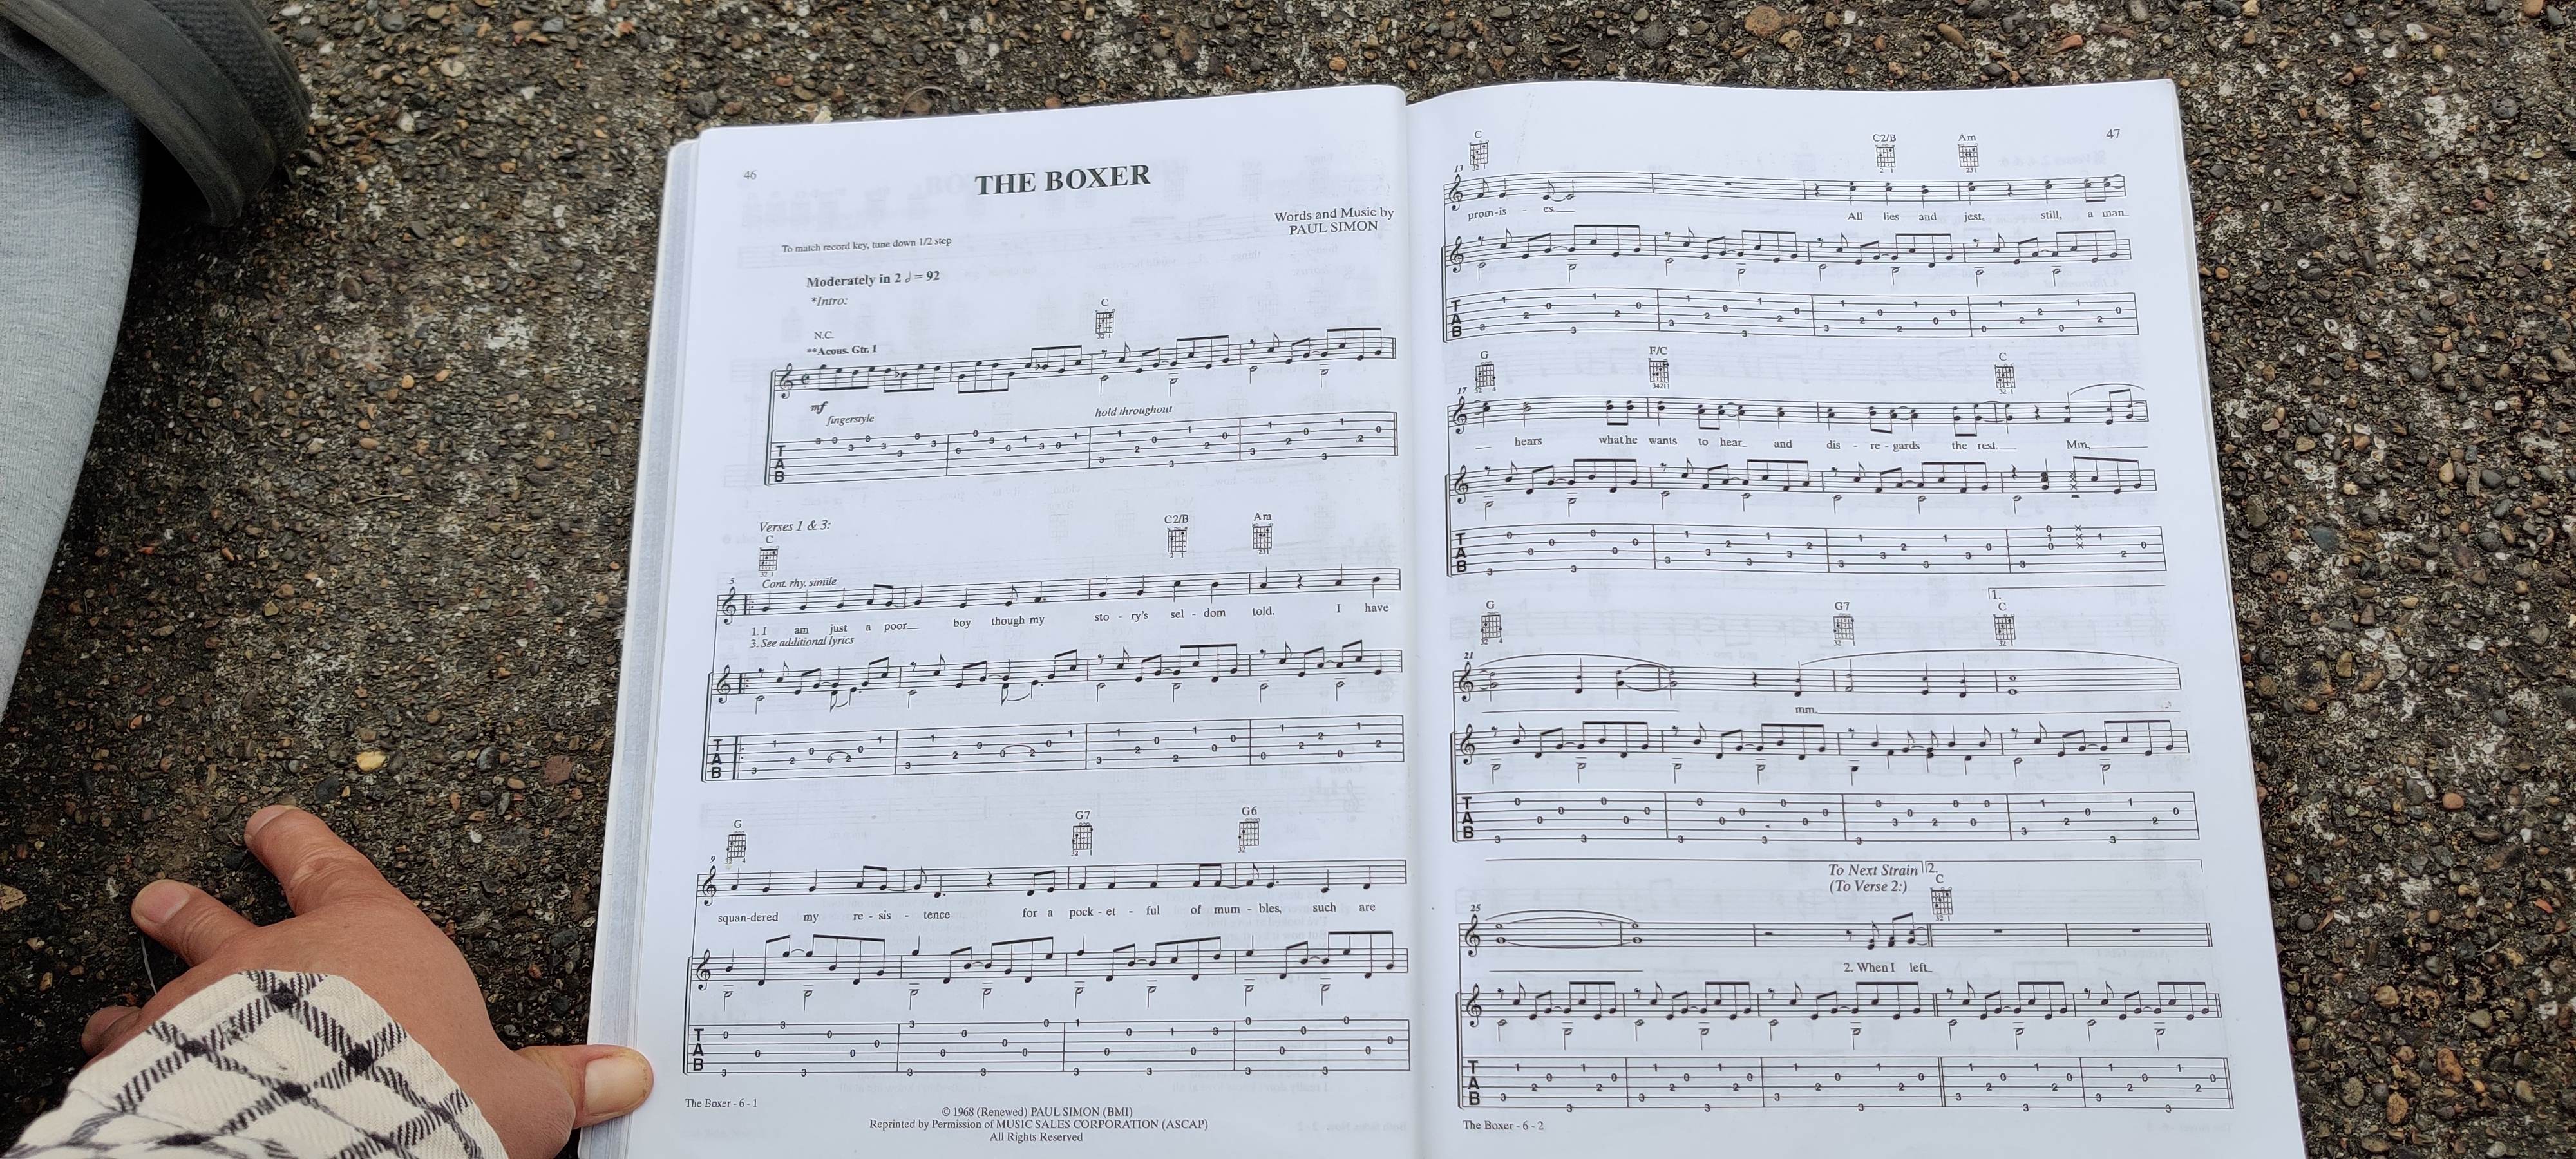 46
THE BOXER
Words and Music by
PAUL SIMON
To match record key, tune down 1/2 step
Moderately in 2 𝅗𝅥 = 92
*Intro:
N.C.
C
**Acous. Gtr. 1
mf
fingerstyle
hold throughout
Verses 1 & 3:
C C2/B Am
5
Cont. rhy. simile
1. I am just a poor boy though my sto - ry's sel - dom told. I have
3. See additional lyrics
G G7 G6
9
squan-dered my re - sis - tence for a pock - et - ful of mum - bles, such are
The Boxer - 6 - 1
© 1968 (Renewed) PAUL SIMON (BMI)
Reprinted by Permission of MUSIC SALES CORPORATION (ASCAP)
All Rights Reserved
47
C C2/B Am
13
prom-is - es. All lies and jest, still, a man
G F/C C
17
hears what he wants to hear and dis - re - gards the rest. Mm,
1.
G G7 C
21
mm.
To Next Strain 2.
(To Verse 2:) C
25
2. When I left
The Boxer - 6 - 2